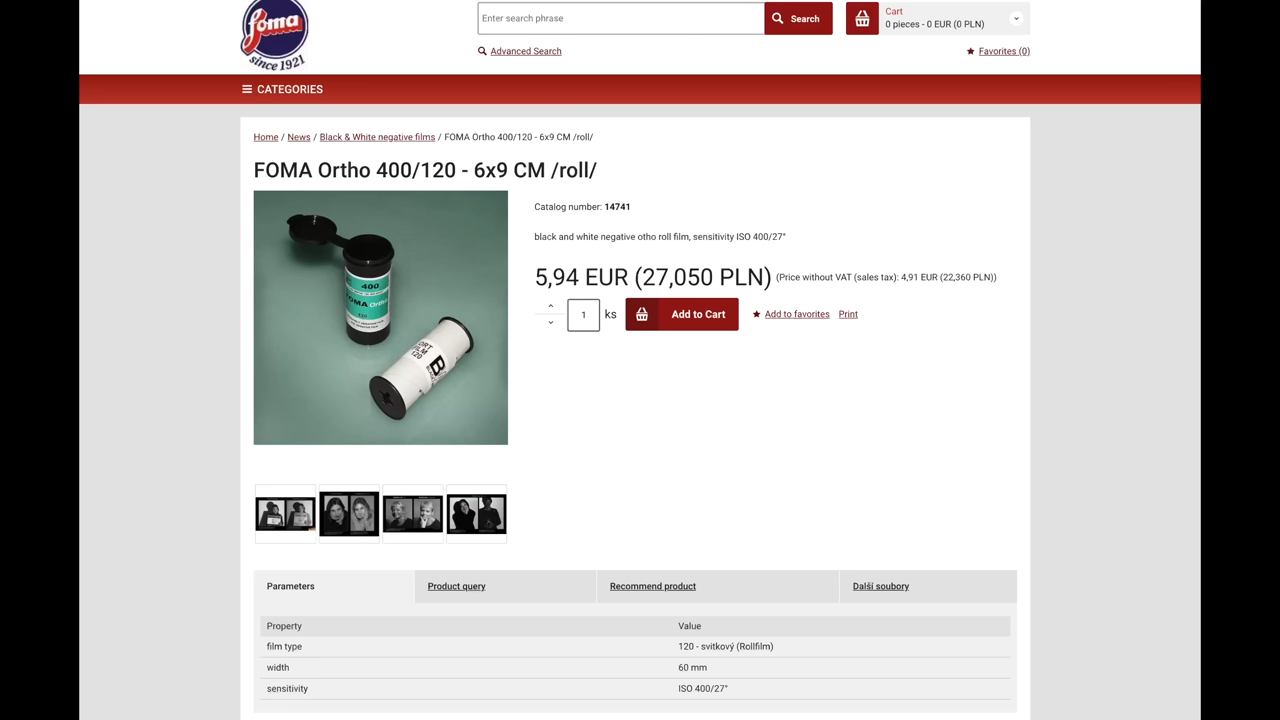 foma
since 1921
Enter search phrase
Search
Cart
0 pieces - 0 EUR (0 PLN)
Advanced Search
Favorites (0)
CATEGORIES
Home / News / Black & White negative films / FOMA Ortho 400/120 - 6x9 CM /roll/
FOMA Ortho 400/120 - 6x9 CM /roll/
Catalog number: 14741
black and white negative otho roll film, sensitivity ISO 400/27°
5,94 EUR (27,050 PLN) (Price without VAT (sales tax): 4,91 EUR (22,360 PLN))
1 ks Add to Cart Add to favorites Print
400
FOMA Ortho
120
FILM
120
B
Parameters Product query Recommend product Další soubory
Property Value
film type 120 - svitkový (Rollfilm)
width 60 mm
sensitivity ISO 400/27°